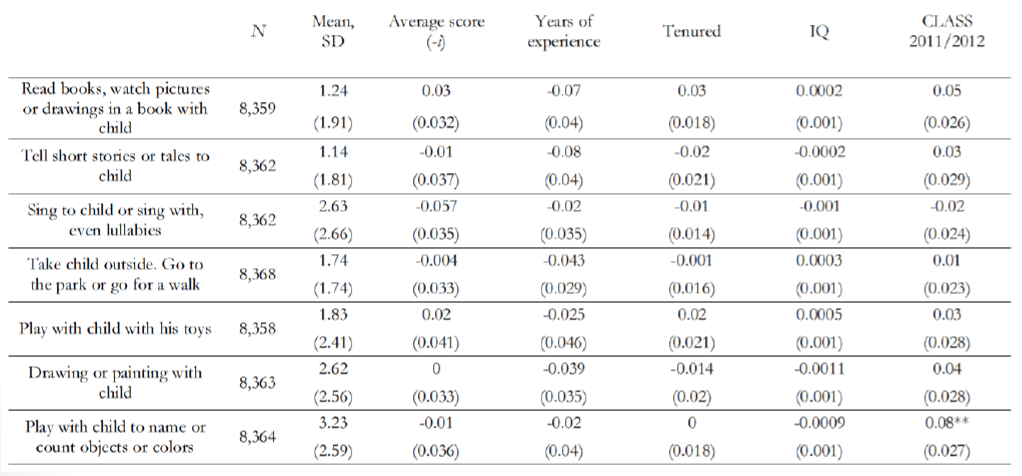 N Mean, SD Average score (-i) Years of experience Tenured IQ CLASS 2011/2012
Read books, watch pictures or drawings in a book with child 8,359 1.24 0.03 -0.07 0.03 0.0002 0.05
(1.91) (0.032) (0.04) (0.018) (0.001) (0.026)
Tell short stories or tales to child 8,362 1.14 -0.01 -0.08 -0.02 -0.0002 0.03
(1.81) (0.037) (0.04) (0.021) (0.001) (0.029)
Sing to child or sing with, even lullabies 8,362 2.63 -0.057 -0.02 -0.01 -0.001 -0.02
(2.66) (0.035) (0.035) (0.014) (0.001) (0.024)
Take child outside. Go to the park or go for a walk 8,368 1.74 -0.004 -0.043 -0.001 0.0003 0.01
(1.74) (0.033) (0.029) (0.016) (0.001) (0.023)
Play with child with his toys 8,358 1.83 0.02 -0.025 0.02 0.0005 0.03
(2.41) (0.041) (0.046) (0.021) (0.001) (0.028)
Drawing or painting with child 8,363 2.62 0 -0.039 -0.014 -0.0011 0.04
(2.56) (0.033) (0.035) (0.02) (0.001) (0.028)
Play with child to name or count objects or colors 8,364 3.23 -0.01 -0.02 0 -0.0009 0.08**
(2.59) (0.036) (0.04) (0.018) (0.001) (0.027)